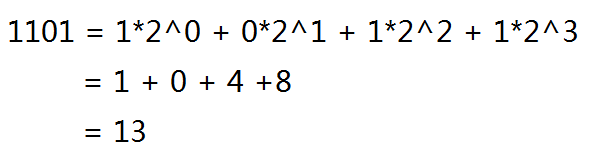 1101 = 1*2^0 + 0*2^1 + 1*2^2 + 1*2^3
= 1 + 0 + 4 +8
= 13